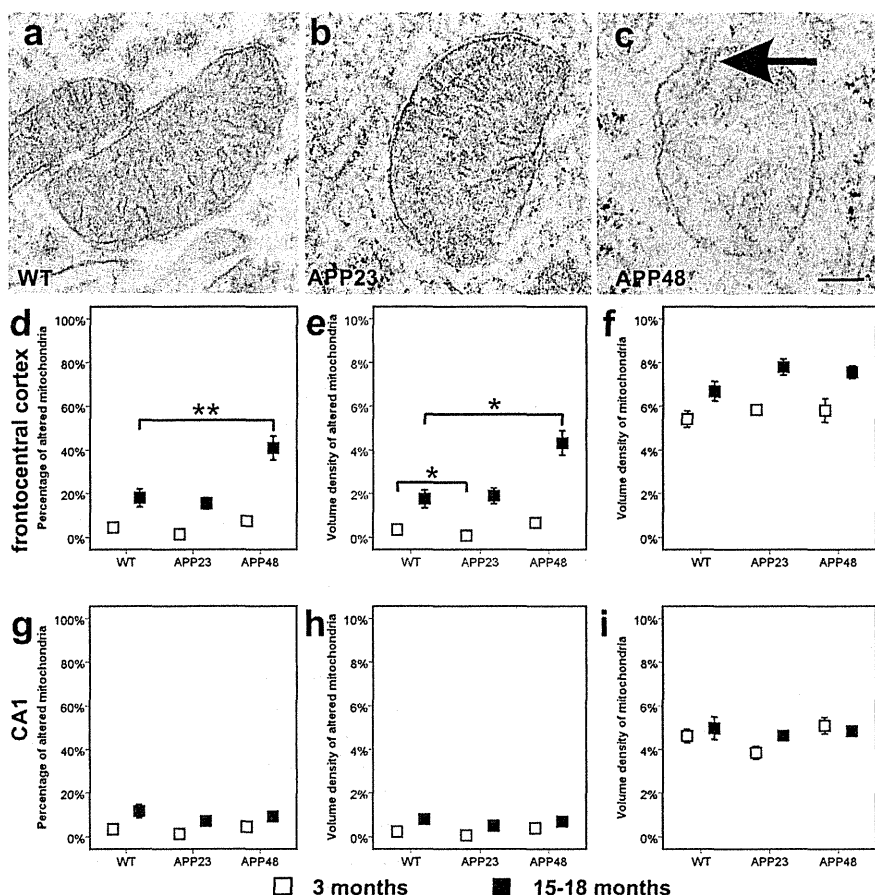 a
b
c
WT
APP23
APP48
frontocentral cortex
d
Percentage of altered mitochondria
100%
80%
60%
40%
20%
0%
**
WT APP23 APP48
e
Volume density of altered mitochondria
10%
8%
6%
4%
2%
0%
*
*
WT APP23 APP48
f
Volume density of mitochondria
10%
8%
6%
4%
2%
0%
WT APP23 APP48
CA1
g
Percentage of altered mitochondria
100%
80%
60%
40%
20%
0%
WT APP23 APP48
h
Volume density of altered mitochondria
10%
8%
6%
4%
2%
0%
WT APP23 APP48
i
Volume density of mitochondria
10%
8%
6%
4%
2%
0%
WT APP23 APP48
3 months 15-18 months